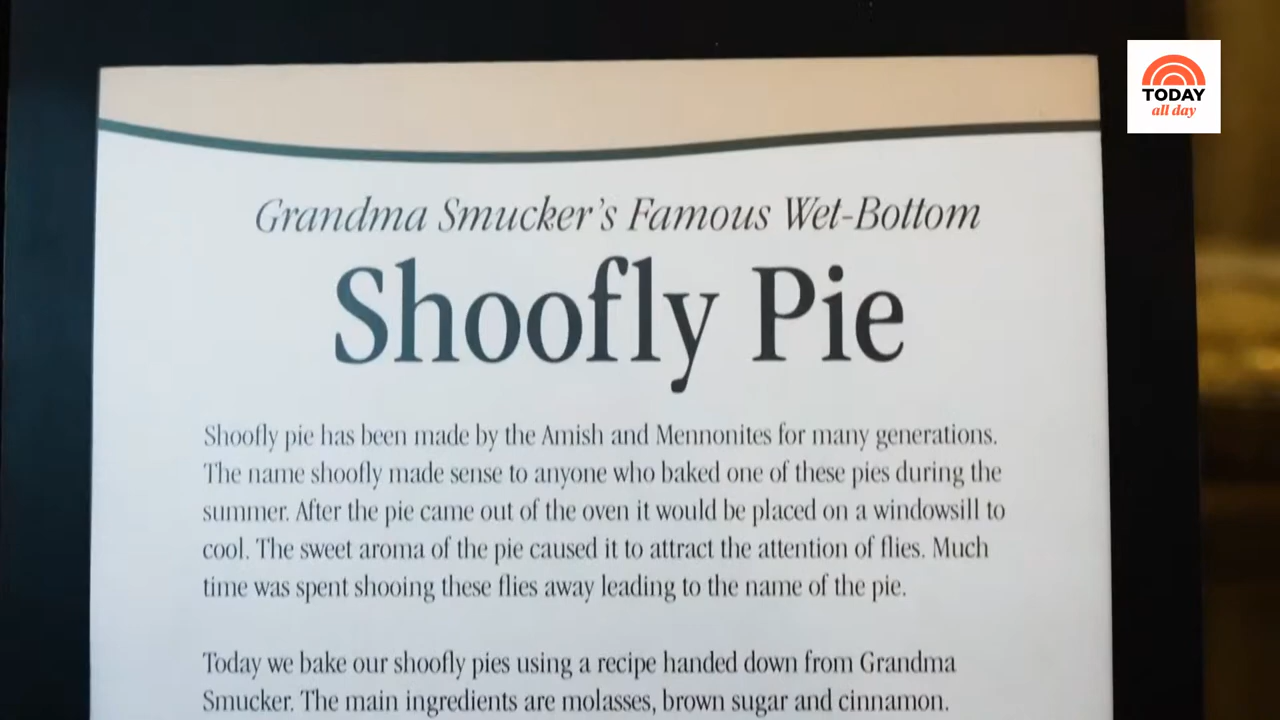 TODAY
all day
Grandma Smucker's Famous Wet-Bottom
Shoofly Pie
Shoofly pie has been made by the Amish and Mennonites for many generations.
The name shoofly made sense to anyone who baked one of these pies during the
summer. After the pie came out of the oven it would be placed on a windowsill to
cool. The sweet aroma of the pie caused it to attract the attention of flies. Much
time was spent shooing these flies away leading to the name of the pie.
Today we bake our shoofly pies using a recipe handed down from Grandma
Smucker. The main ingredients are molasses, brown sugar and cinnamon.